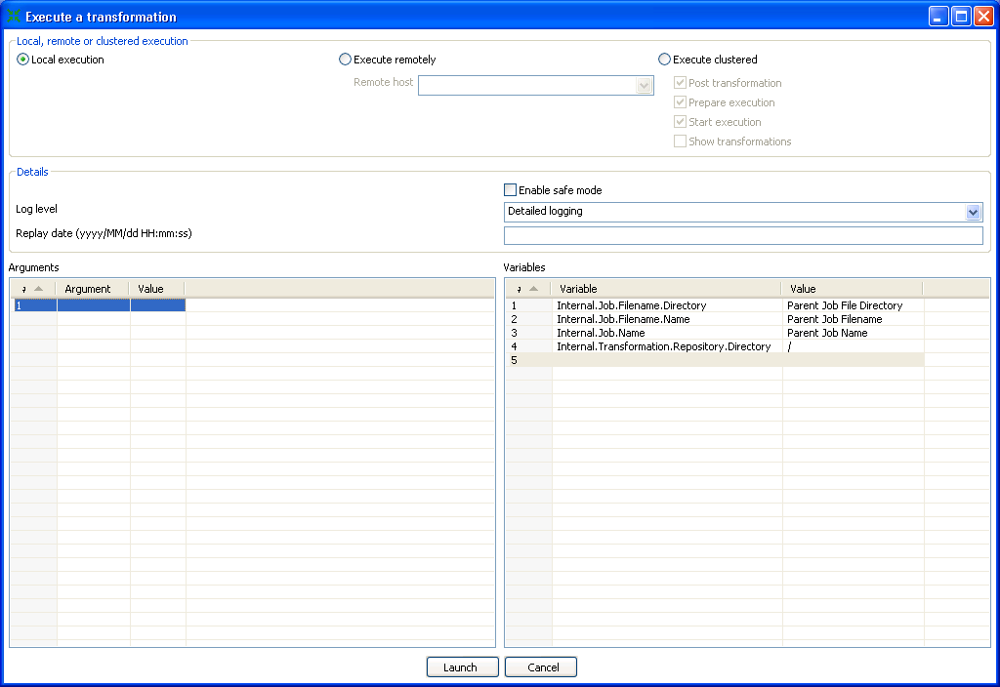 Execute a transformation
Local, remote or clustered execution
Local execution
Execute remotely
Execute clustered
Remote host
Post transformation
Prepare execution
Start execution
Show transformations
Details
Enable safe mode
Log level
Detailed logging
Replay date (yyyy/MM/dd HH:mm:ss)
Arguments
Variables
Argument Value
Variable Value
1
1 Internal.Job.Filename.Directory Parent Job File Directory
2 Internal.Job.Filename.Name Parent Job Filename
3 Internal.Job.Name Parent Job Name
4 Internal.Transformation.Repository.Directory /
5
Launch
Cancel